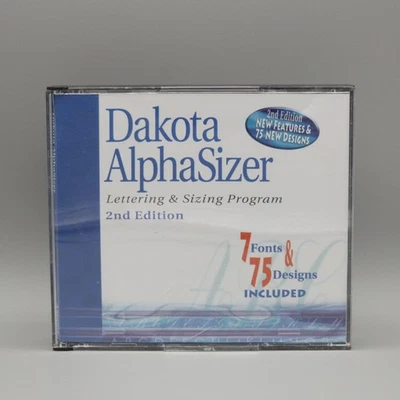 2nd Edition
NEW FEATURES &
75 NEW DESIGNS
Dakota
AlphaSizer
Lettering & Sizing Program
2nd Edition
7 Fonts &
75 Designs
INCLUDED